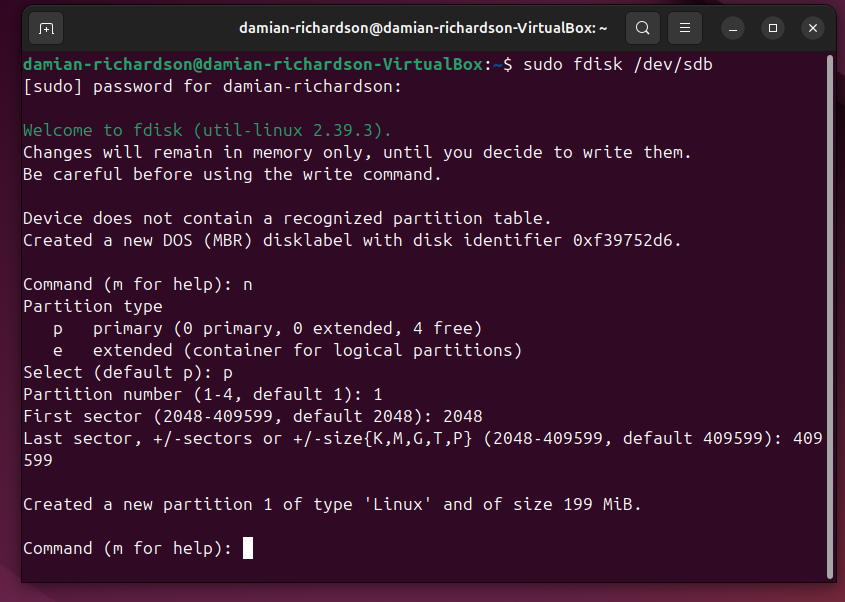 damian-richardson@damian-richardson-VirtualBox: ~
damian-richardson@damian-richardson-VirtualBox:~$ sudo fdisk /dev/sdb
[sudo] password for damian-richardson:
Welcome to fdisk (util-linux 2.39.3).
Changes will remain in memory only, until you decide to write them.
Be careful before using the write command.
Device does not contain a recognized partition table.
Created a new DOS (MBR) disklabel with disk identifier 0xf39752d6.
Command (m for help): n
Partition type
   p   primary (0 primary, 0 extended, 4 free)
   e   extended (container for logical partitions)
Select (default p): p
Partition number (1-4, default 1): 1
First sector (2048-409599, default 2048): 2048
Last sector, +/-sectors or +/-size{K,M,G,T,P} (2048-409599, default 409599): 409
599
Created a new partition 1 of type 'Linux' and of size 199 MiB.
Command (m for help):